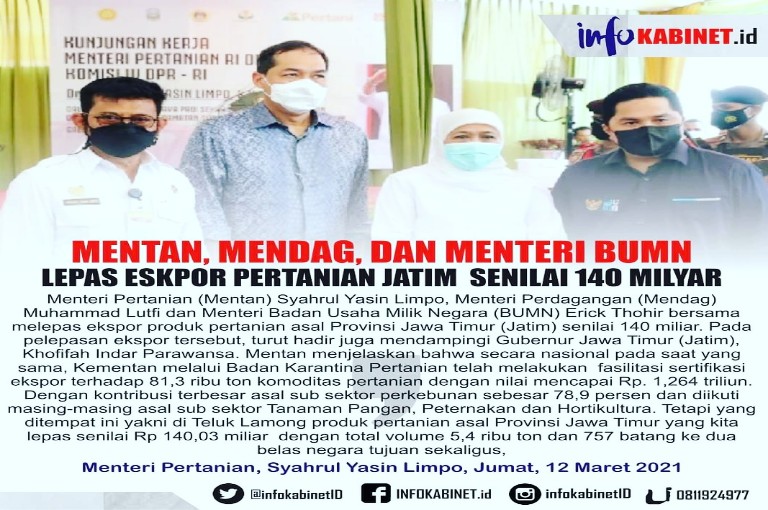 info KABINET.id
KUNJUNGAN KERJA
MENTERI PERTANIAN RI D
KOMISI IV DPR - RI
ASIN LIMPO,
MENTAN, MENDAG, DAN MENTERI BUMN
LEPAS ESKPOR PERTANIAN JATIM SENILAI 140 MILYAR
Menteri Pertanian (Mentan) Syahrul Yasin Limpo, Menteri Perdagangan (Mendag)
Muhammad Lutfi dan Menteri Badan Usaha Milik Negara (BUMN) Erick Thohir bersama
melepas ekspor produk pertanian asal Provinsi Jawa Timur (Jatim) senilai 140 miliar. Pada
pelepasan ekspor tersebut, turut hadir juga mendampingi Gubernur Jawa Timur (Jatim),
Khofifah Indar Parawansa. Mentan menjelaskan bahwa secara nasional pada saat yang
sama, Kementan melalui Badan Karantina Pertanian telah melakukan fasilitasi sertifikasi
ekspor terhadap 81,3 ribu ton komoditas pertanian dengan nilai mencapai Rp. 1,264 triliun.
Dengan kontribusi terbesar asal sub sektor perkebunan sebesar 78,9 persen dan diikuti
masing-masing asal sub sektor Tanaman Pangan, Peternakan dan Hortikultura. Tetapi yang
ditempat ini yakni di Teluk Lamong produk pertanian asal Provinsi Jawa Timur yang kita
lepas senilai Rp 140,03 miliar dengan total volume 5,4 ribu ton dan 757 batang ke dua
belas negara tujuan sekaligus,
Menteri Pertanian, Syahrul Yasin Limpo, Jumat, 12 Maret 2021
@infokabinetID INFOKABINET.id infokabinetID 0811924977